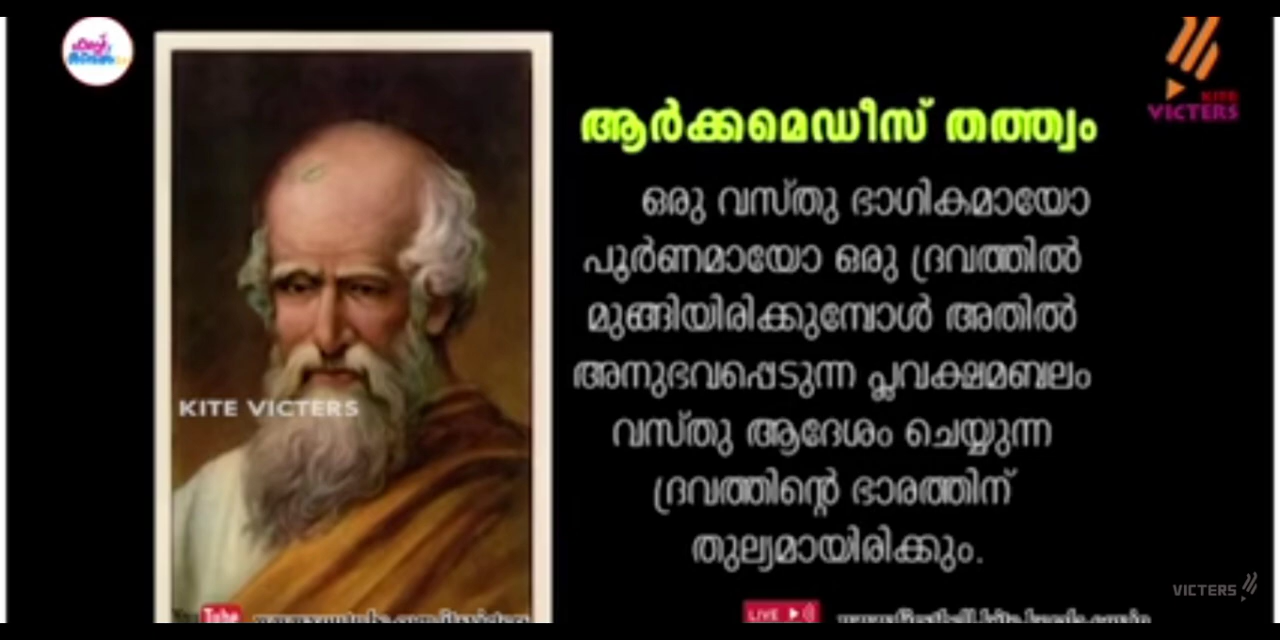 KITE
VICTERS
ആർക്കമെഡീസ് തത്ത്വം
ഒരു വസ്തു ഭാഗികമായോ
പൂർണമായോ ഒരു ദ്രവത്തിൽ
മുങ്ങിയിരിക്കുമ്പോൾ അതിൽ
അനുഭവപ്പെടുന്ന പ്ലവക്ഷമബലം
വസ്തു ആദേശം ചെയ്യുന്ന
ദ്രവത്തിന്റെ ഭാരത്തിന്
തുല്യമായിരിക്കും.
KITE VICTERS
VICTERS
Tube
LIVE